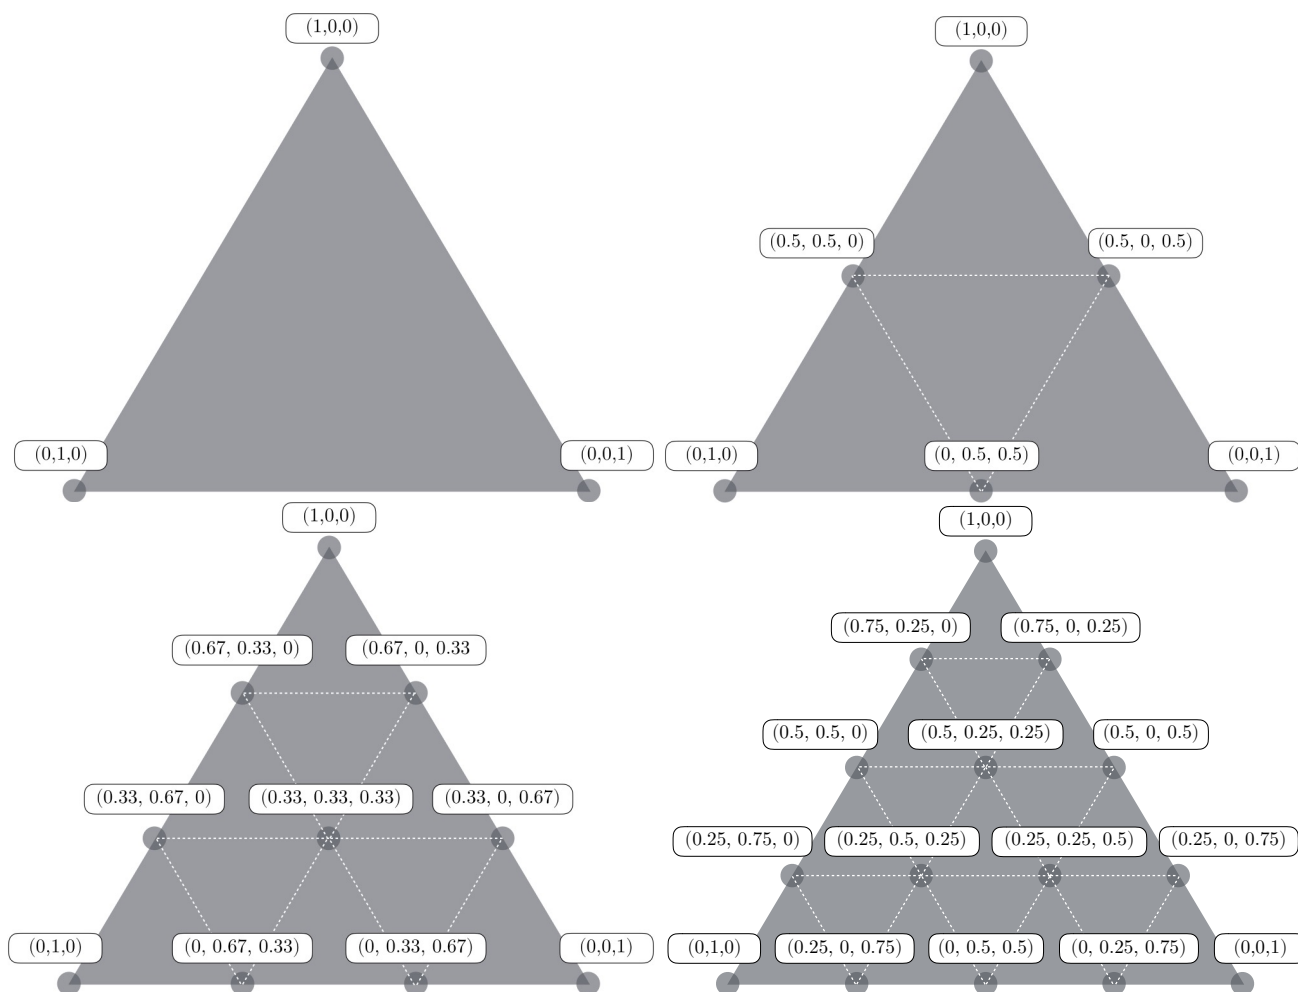 (1,0,0)
(0,1,0)
(0,0,1)
(1,0,0)
(0.5, 0.5, 0)
(0.5, 0, 0.5)
(0,1,0)
(0, 0.5, 0.5)
(0,0,1)
(1,0,0)
(0.67, 0.33, 0)
(0.67, 0, 0.33
(0.33, 0.67, 0)
(0.33, 0.33, 0.33)
(0.33, 0, 0.67)
(0,1,0)
(0, 0.67, 0.33)
(0, 0.33, 0.67)
(0,0,1)
(1,0,0)
(0.75, 0.25, 0)
(0.75, 0, 0.25)
(0.5, 0.5, 0)
(0.5, 0.25, 0.25)
(0.5, 0, 0.5)
(0.25, 0.75, 0)
(0.25, 0.5, 0.25)
(0.25, 0.25, 0.5)
(0.25, 0, 0.75)
(0,1,0)
(0.25, 0, 0.75)
(0, 0.5, 0.5)
(0, 0.25, 0.75)
(0,0,1)